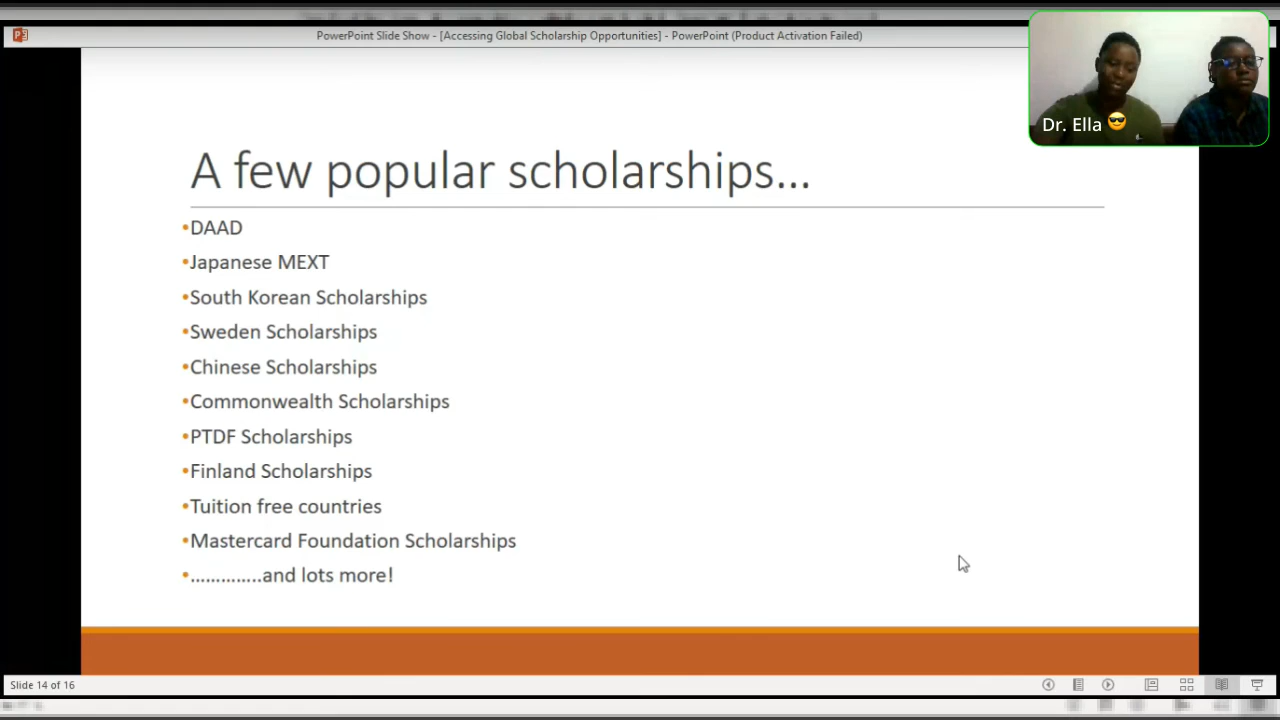 PowerPoint Slide Show - [Accessing Global Scholarship Opportunities] - PowerPoint (Product Activation Failed)
Dr. Ella 😎
A few popular scholarships...
•DAAD
•Japanese MEXT
•South Korean Scholarships
•Sweden Scholarships
•Chinese Scholarships
•Commonwealth Scholarships
•PTDF Scholarships
•Finland Scholarships
•Tuition free countries
•Mastercard Foundation Scholarships
•…………..and lots more!
Slide 14 of 16